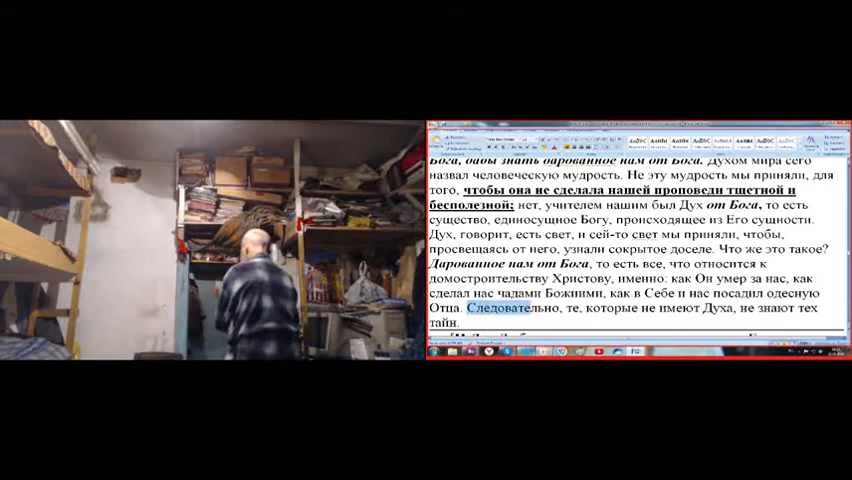 Бога, дабы знать дарованное нам от Бога. Духом мира сего
назвал человеческую мудрость. Не эту мудрость мы приняли, для
того, чтобы она не сделала нашей проповеди тщетной и
бесполезной; нет, учителем нашим был Дух от Бога, то есть
существо, единосущное Богу, происходящее из Его сущности.
Дух, говорит, есть свет, и сей-то свет мы приняли, чтобы,
просвещаясь от него, узнали сокрытое доселе. Что же это такое?
Дарованное нам от Бога, то есть все, что относится к
домостроительству Христову, именно: как Он умер за нас, как
сделал нас чадами Божиими, как в Себе и нас посадил одесную
Отца. Следовательно, те, которые не имеют Духа, не знают тех
тайн.